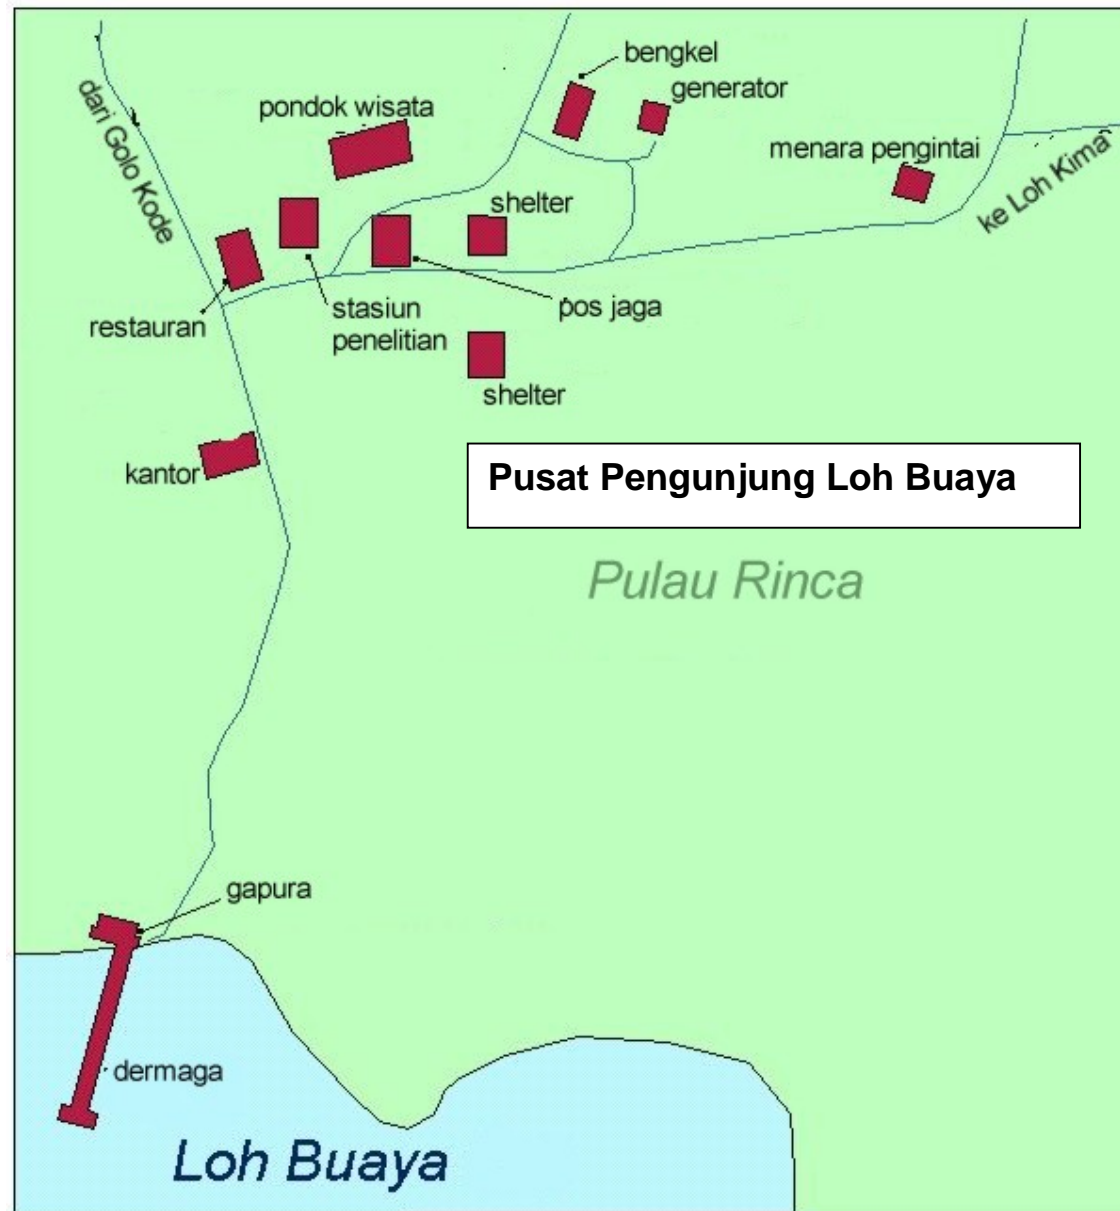 bengkel
generator
dari Golo Kode
pondok wisata
menara pengintai
ke Loh Kima
shelter
restauran
stasiun
penelitian
pos jaga
shelter
kantor
Pusat Pengunjung Loh Buaya
Pulau Rinca
gapura
dermaga
Loh Buaya